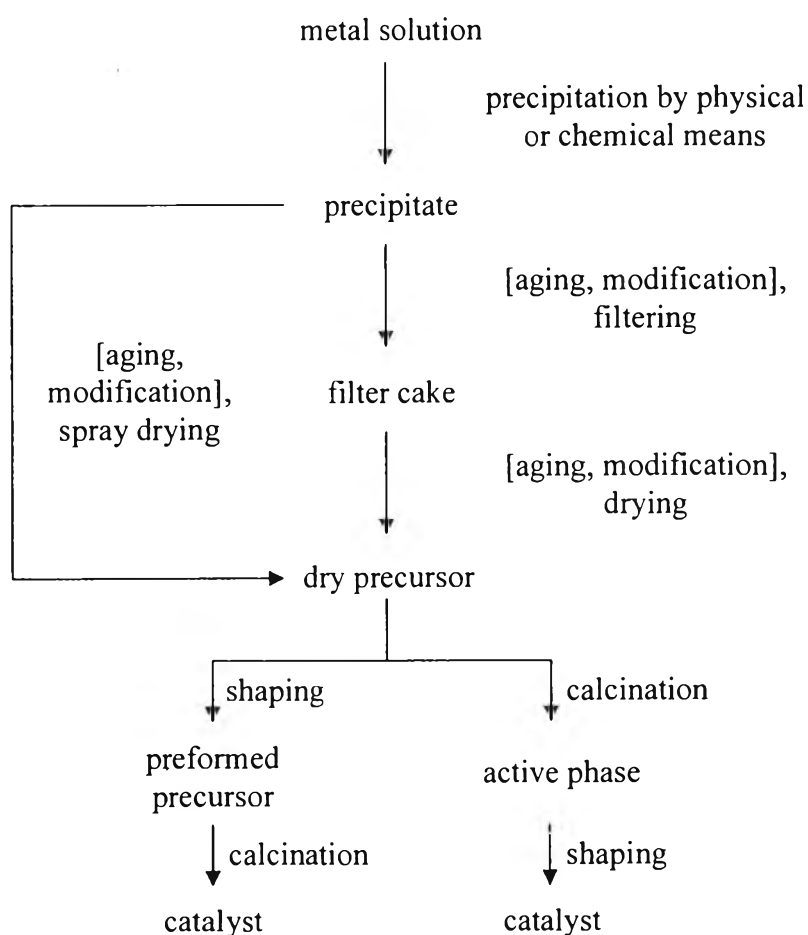 metal solution
precipitation by physical
or chemical means
precipitate
[aging, modification],
filtering
[aging,
modification],
spray drying
filter cake
[aging, modification],
drying
dry precursor
shaping
calcination
preformed
precursor
active phase
calcination
shaping
catalyst
catalyst